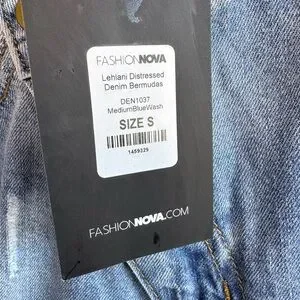 FASHIONNOVA
Lehlani Distressed
Denim Bermudas
DEN1037
MediumBlueWash
SIZE S
1459329
FASHIONNOVA.COM